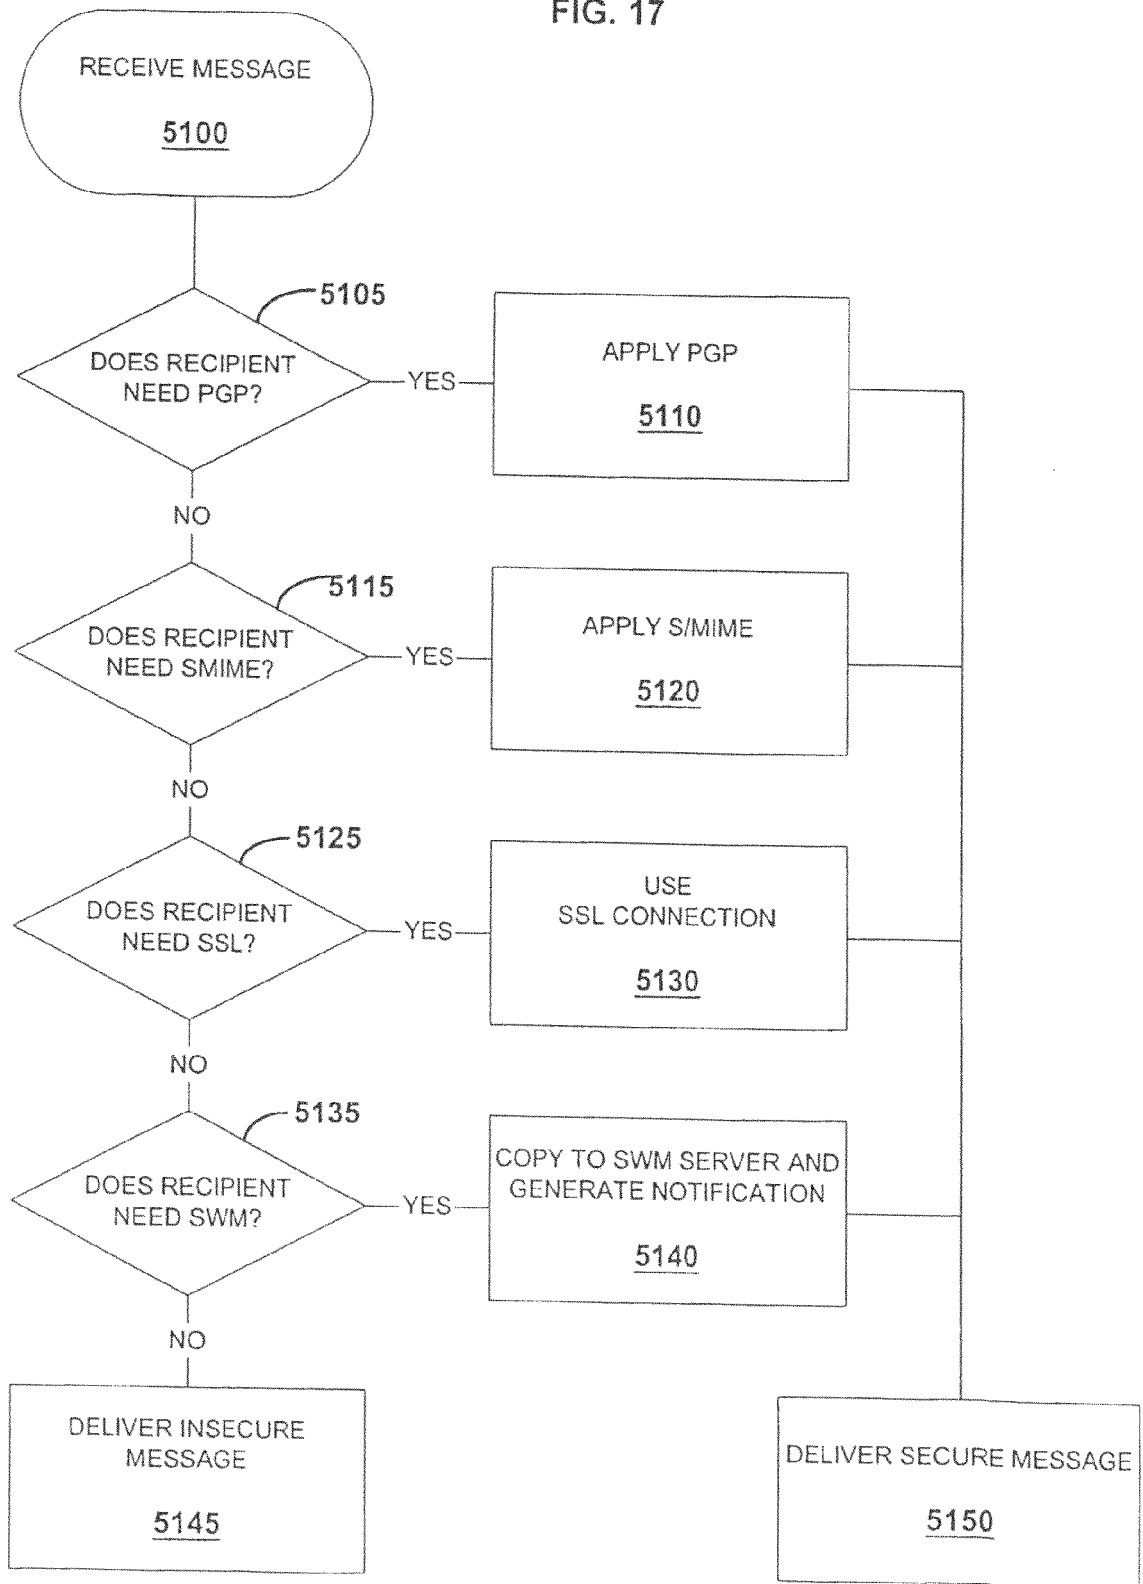 FIG. 17
RECEIVE MESSAGE
5100
5105
DOES RECIPIENT
NEED PGP?
YES
APPLY PGP
5110
NO
5115
DOES RECIPIENT
NEED SMIME?
YES
APPLY S/MIME
5120
NO
5125
DOES RECIPIENT
NEED SSL?
YES
USE
SSL CONNECTION
5130
NO
5135
DOES RECIPIENT
NEED SWM?
YES
COPY TO SWM SERVER AND
GENERATE NOTIFICATION
5140
NO
DELIVER INSECURE
MESSAGE
5145
DELIVER SECURE MESSAGE
5150